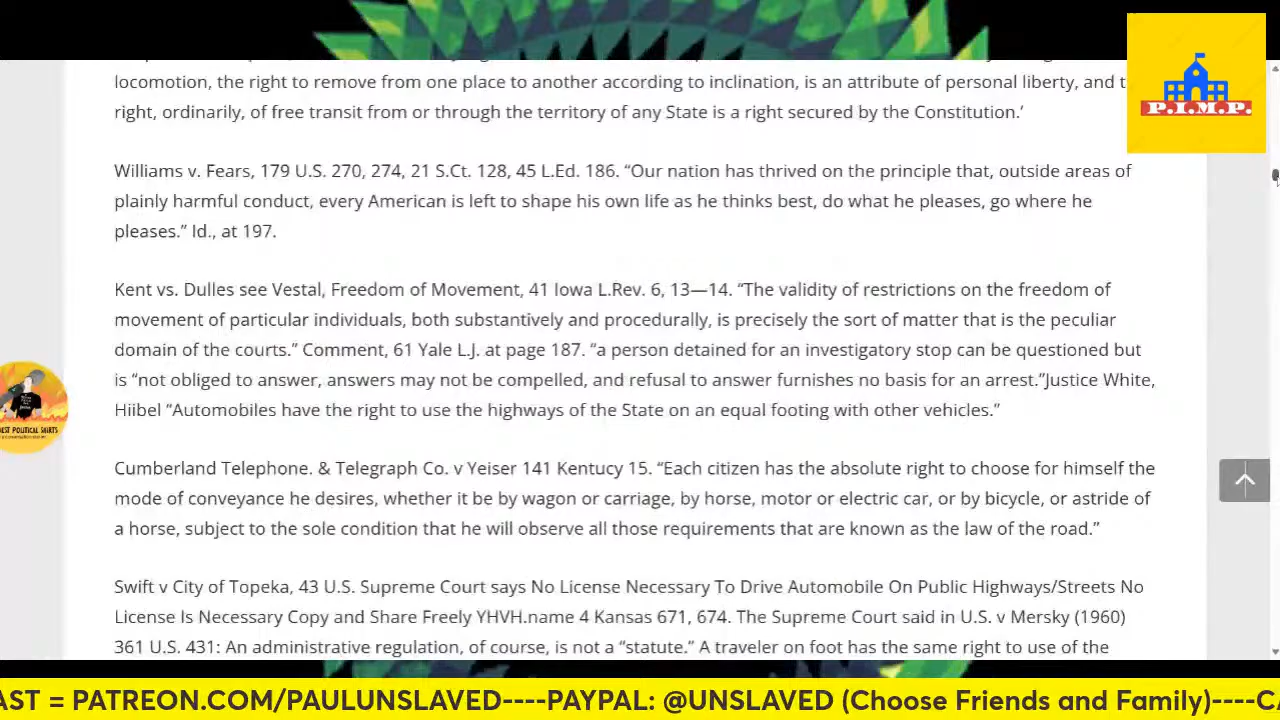 locomotion, the right to remove from one place to another according to inclination, is an attribute of personal liberty, and
right, ordinarily, of free transit from or through the territory of any State is a right secured by the Constitution.’
P.I.M.P.
Williams v. Fears, 179 U.S. 270, 274, 21 S.Ct. 128, 45 L.Ed. 186. “Our nation has thrived on the principle that, outside areas of
plainly harmful conduct, every American is left to shape his own life as he thinks best, do what he pleases, go where he
pleases.” Id., at 197.
Kent vs. Dulles see Vestal, Freedom of Movement, 41 Iowa L.Rev. 6, 13—14. “The validity of restrictions on the freedom of
movement of particular individuals, both substantively and procedurally, is precisely the sort of matter that is the peculiar
domain of the courts.” Comment, 61 Yale L.J. at page 187. “a person detained for an investigatory stop can be questioned but
is “not obliged to answer, answers may not be compelled, and refusal to answer furnishes no basis for an arrest.”Justice White,
Hiibel “Automobiles have the right to use the highways of the State on an equal footing with other vehicles.”
POLITICAL SHIRTS
Cumberland Telephone. & Telegraph Co. v Yeiser 141 Kentucy 15. “Each citizen has the absolute right to choose for himself the
mode of conveyance he desires, whether it be by wagon or carriage, by horse, motor or electric car, or by bicycle, or astride of
a horse, subject to the sole condition that he will observe all those requirements that are known as the law of the road.”
Swift v City of Topeka, 43 U.S. Supreme Court says No License Necessary To Drive Automobile On Public Highways/Streets No
License Is Necessary Copy and Share Freely YHVH.name 4 Kansas 671, 674. The Supreme Court said in U.S. v Mersky (1960)
361 U.S. 431: An administrative regulation, of course, is not a “statute.” A traveler on foot has the same right to use of the
AST = PATREON.COM/PAULUNSLAVED----PAYPAL: @UNSLAVED (Choose Friends and Family)----CA